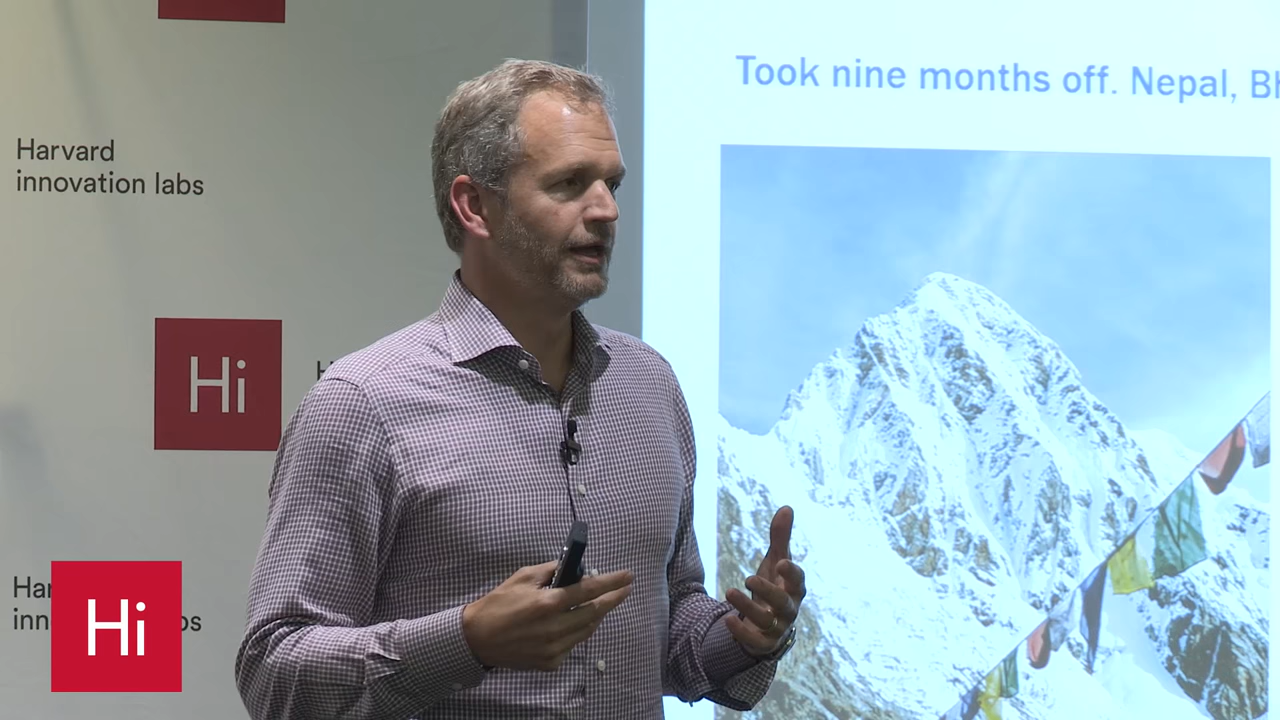 Harvard
innovation labs
Hi
Hi
Took nine months off. Nepal,